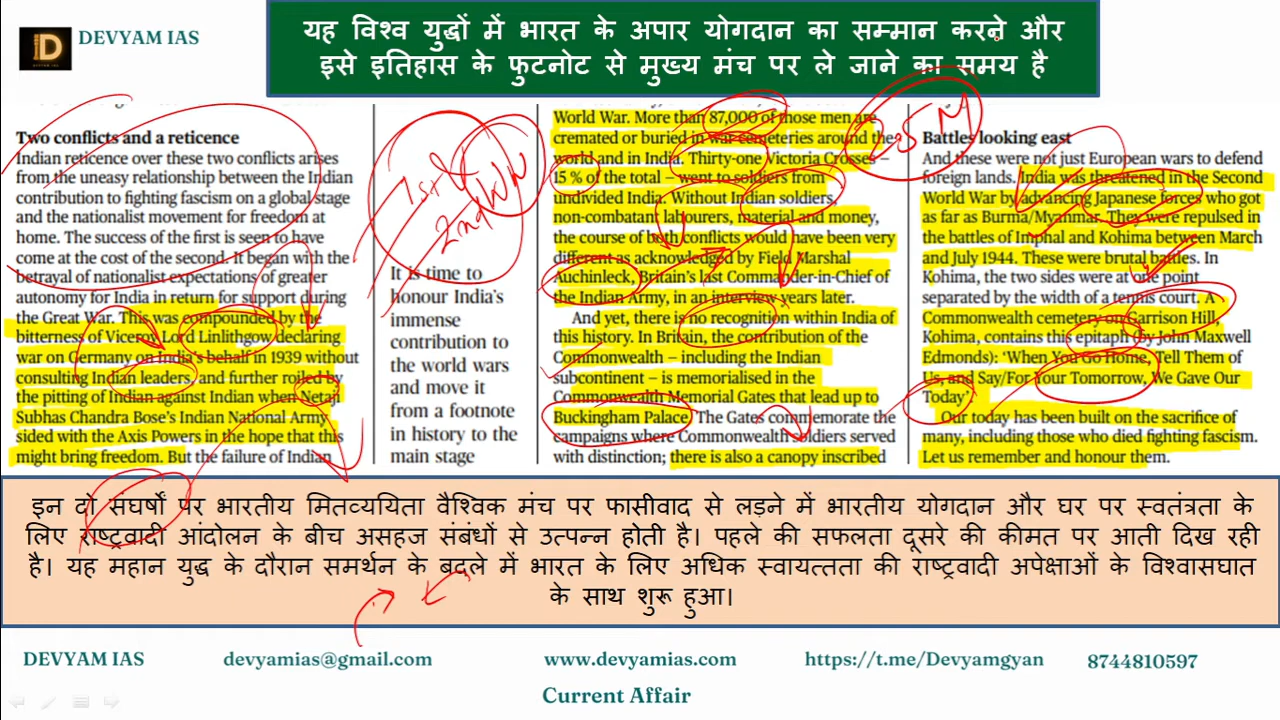 DEVYAM IAS
यह विश्व युद्धों में भारत के अपार योगदान का सम्मान करने और
इसे इतिहास के फुटनोट से मुख्य मंच पर ले जाने का समय है
Two conflicts and a reticence
Indian reticence over these two conflicts arises
from the uneasy relationship between the Indian
contribution to fighting fascism on a global stage
and the nationalist movement for freedom at
home. The success of the first is seen to have
come at the cost of the second. It began with the
betrayal of nationalist expectations of greater
autonomy for India in return for support during
the Great War. This was compounded by the
bitterness of Viceroy Lord Linlithgow declaring
war on Germany on India's behalf in 1939 without
consulting Indian leaders, and further roiled by
the pitting of Indian against Indian when Netaji
Subhas Chandra Bose's Indian National Army
sided with the Axis Powers in the hope that this
might bring freedom. But the failure of Indian
1st
2nd WW
It is time to
honour India's
immense
contribution to
the world wars
and move it
from a footnote
in history to the
main stage
World War. More than 87,000 of those men are
cremated or buried in war cemeteries around the
world and in India. Thirty-one Victoria Crosses –
15 % of the total – went to soldiers from
undivided India. Without Indian soldiers,
non-combatant labourers, material and money,
the course of both conflicts would have been very
different as acknowledged by Field Marshal
Auchinleck, Britain's last Commander-in-Chief of
the Indian Army, in an interview years later.
And yet, there is no recognition within India of
this history. In Britain, the contribution of the
Commonwealth – including the Indian
subcontinent – is memorialised in the
Commonwealth Memorial Gates that lead up to
Buckingham Palace. The Gates commemorate the
campaigns where Commonwealth soldiers served
with distinction; there is also a canopy inscribed
2.5 M
Battles looking east
And these were not just European wars to defend
foreign lands. India was threatened in the Second
World War by advancing Japanese forces who got
as far as Burma/Myanmar. They were repulsed in
the battles of Imphal and Kohima between March
and July 1944. These were brutal battles. In
Kohima, the two sides were at one point
separated by the width of a tennis court. A
Commonwealth cemetery on Garrison Hill,
Kohima, contains this epitaph (by John Maxwell
Edmonds): 'When You Go Home, Tell Them of
Us, and Say/For Your Tomorrow, We Gave Our
Today'.
Our today has been built on the sacrifice of
many, including those who died fighting fascism.
Let us remember and honour them.
इन दो संघर्षों पर भारतीय मितव्ययिता वैश्विक मंच पर फासीवाद से लड़ने में भारतीय योगदान और घर पर स्वतंत्रता के
लिए राष्ट्रवादी आंदोलन के बीच असहज संबंधों से उत्पन्न होती है। पहले की सफलता दूसरे की कीमत पर आती दिख रही
है। यह महान युद्ध के दौरान समर्थन के बदले में भारत के लिए अधिक स्वायत्तता की राष्ट्रवादी अपेक्षाओं के विश्वासघात
के साथ शुरू हुआ।
DEVYAM IAS devyamias@gmail.com www.devyamias.com https://t.me/Devyamgyan 8744810597
Current Affair